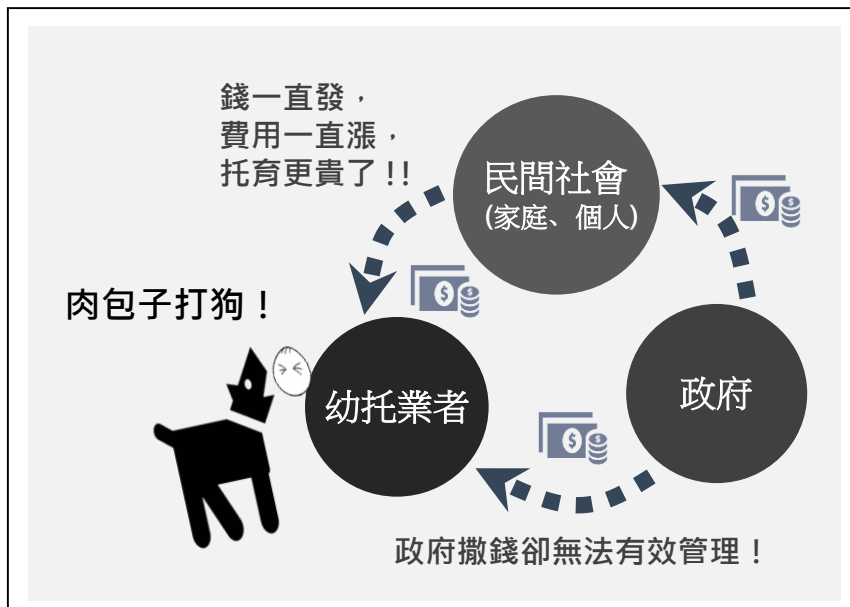 錢一直發，
費用一直漲，
托育更貴了!!
民間社會
(家庭、個人)
肉包子打狗！
幼托業者
政府
政府撒錢卻無法有效管理！